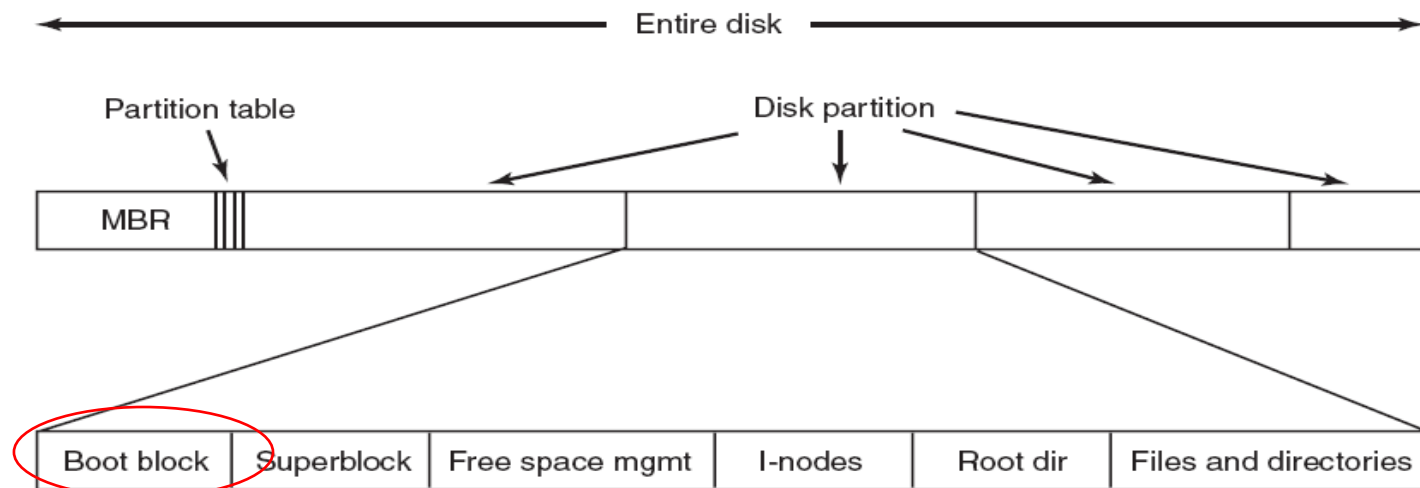 Entire disk
Partition table
Disk partition
MBR
Boot block
Superblock
Free space mgmt
I-nodes
Root dir
Files and directories